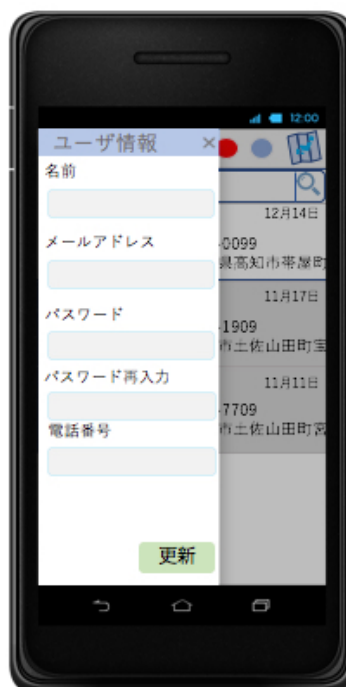 12:00
ユーザ情報 ×
名前
メールアドレス
パスワード
パスワード再入力
電話番号
更新
12月14日
-0099
県高知市帯屋町
11月17日
-1909
市土佐山田町宝
11月11日
-7709
市土佐山田町宮